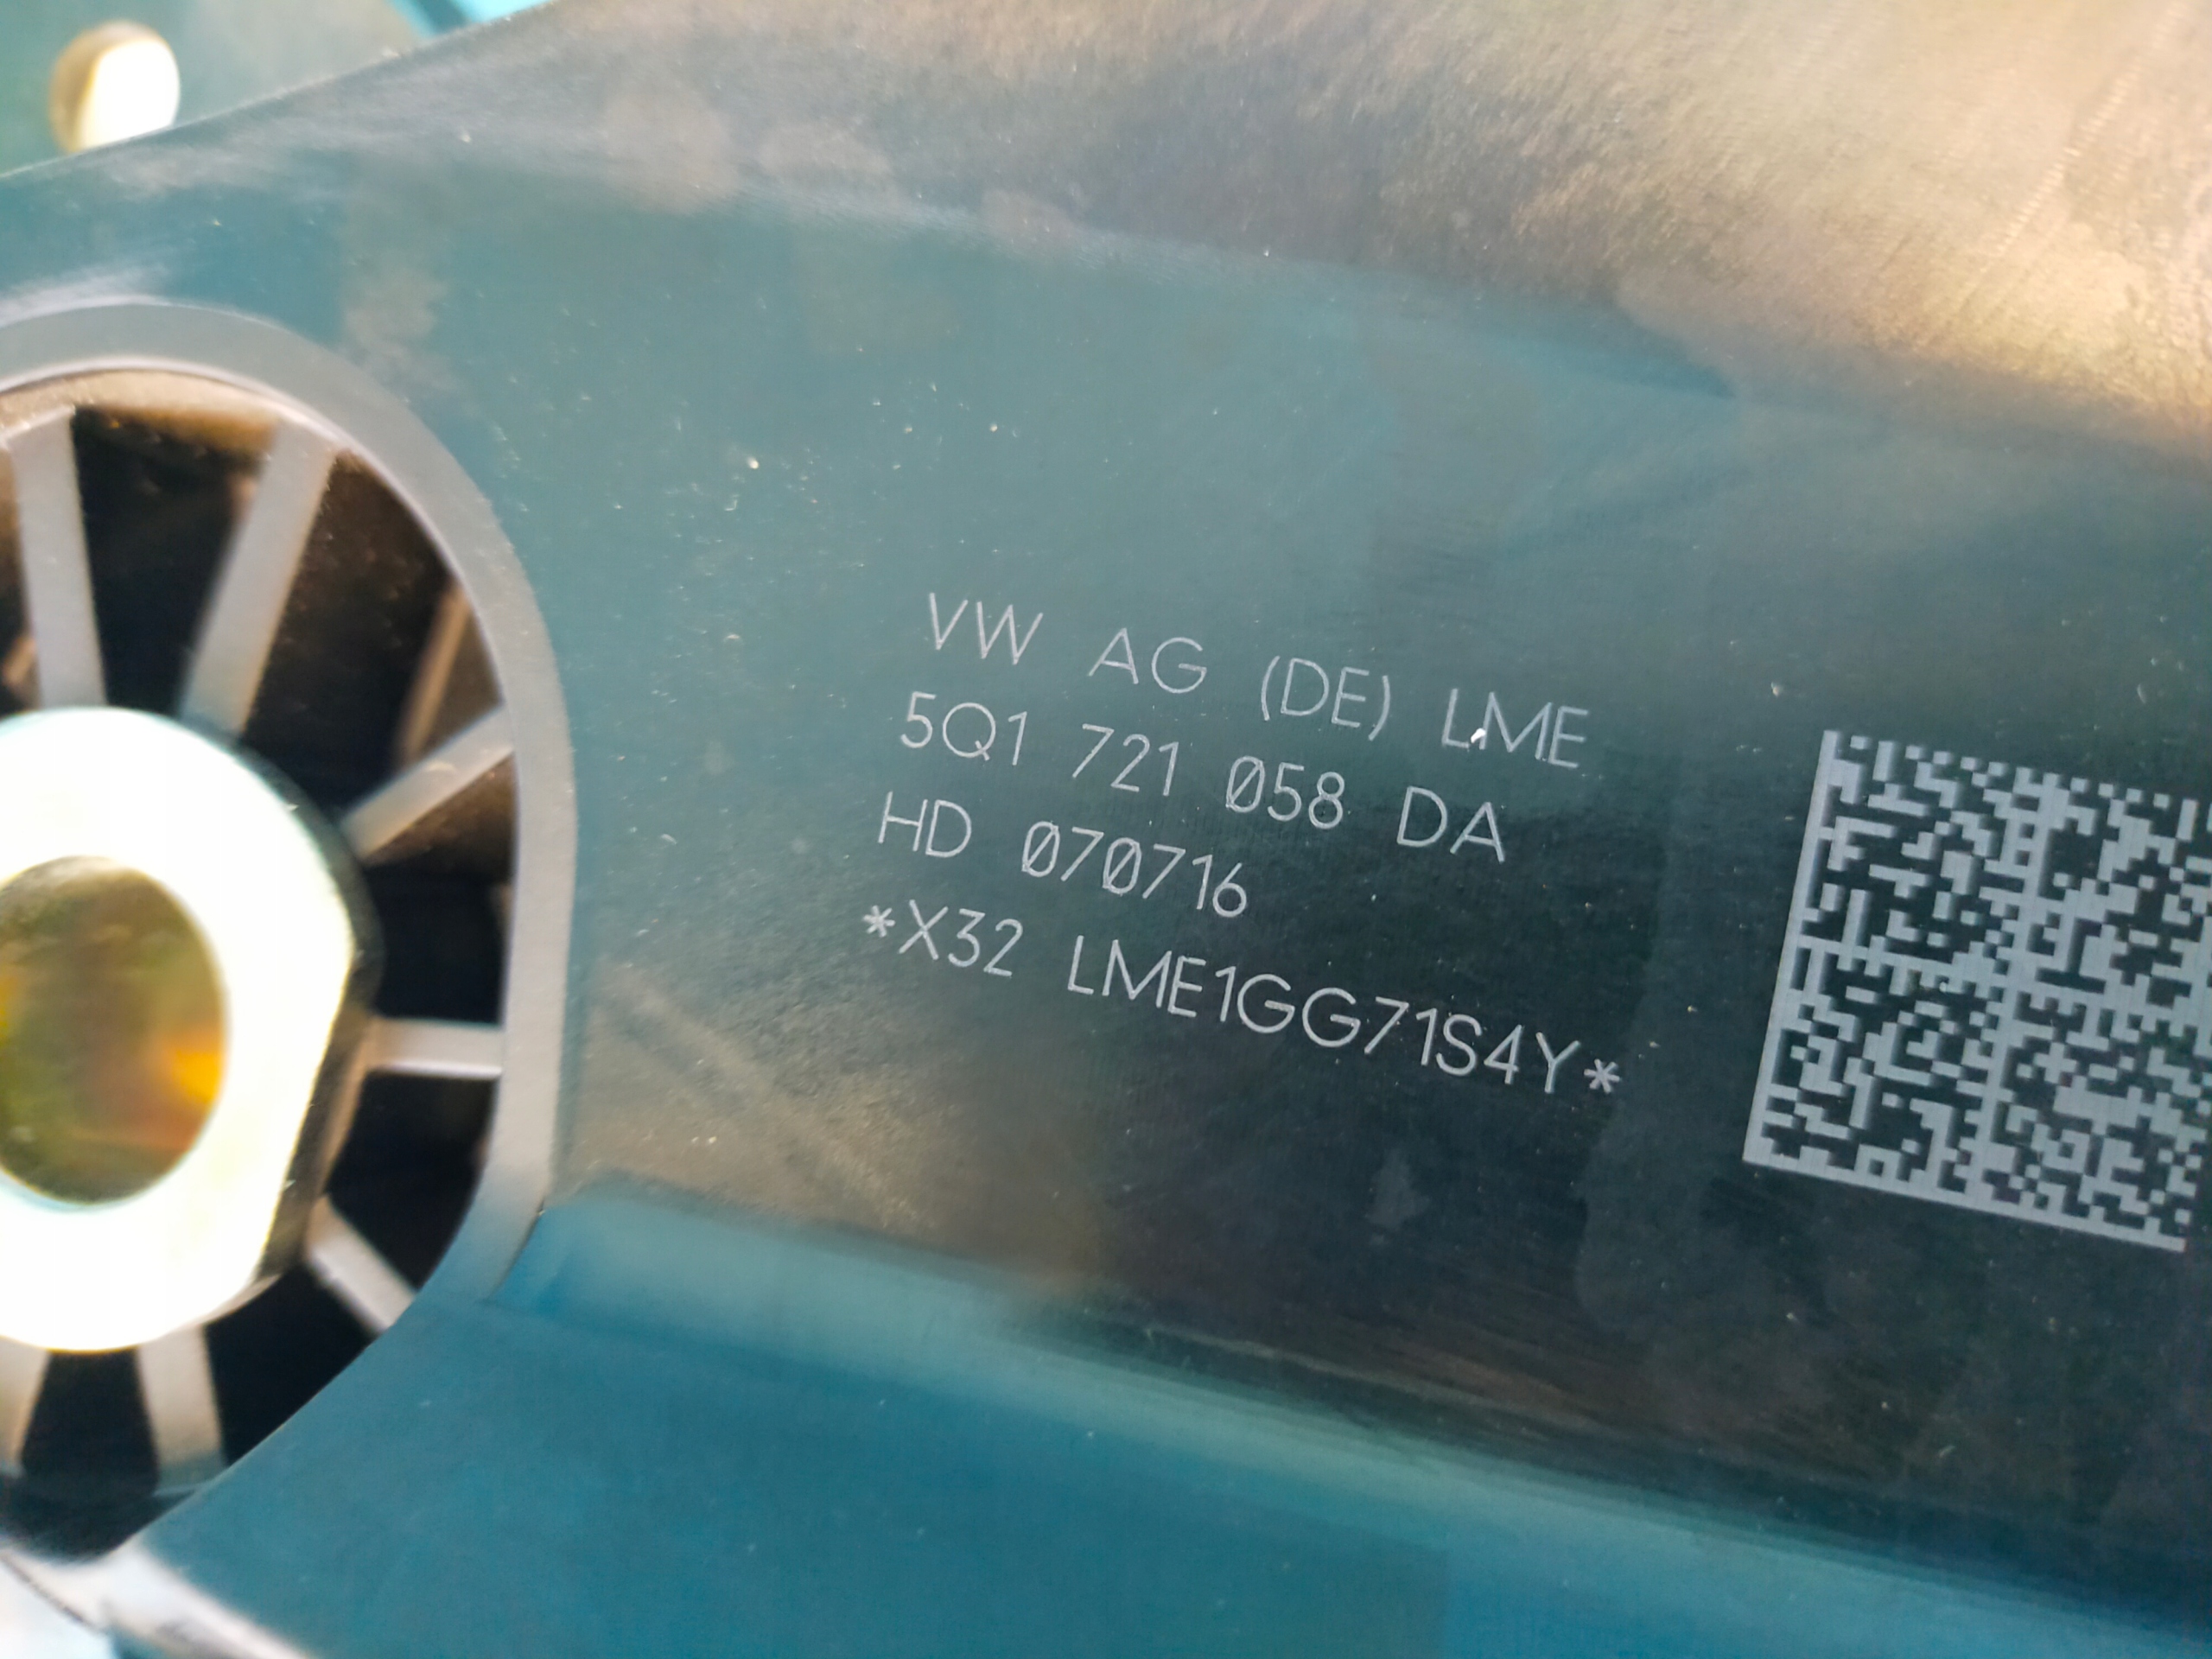 VW AG (DE) LME
5Q1 721 058 DA
HD 070716
*X32 LME1GG71S4Y*